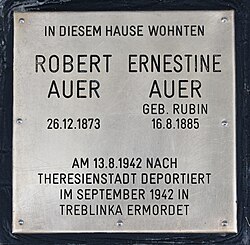 IN DIESEM HAUSE WOHNTEN
ROBERT ERNESTINE
AUER AUER
GEB. RUBIN
26.12.1873 16.8.1885
AM 13.8.1942 NACH
THERESIENSTADT DEPORTIERT
IM SEPTEMBER 1942 IN
TREBLINKA ERMORDET